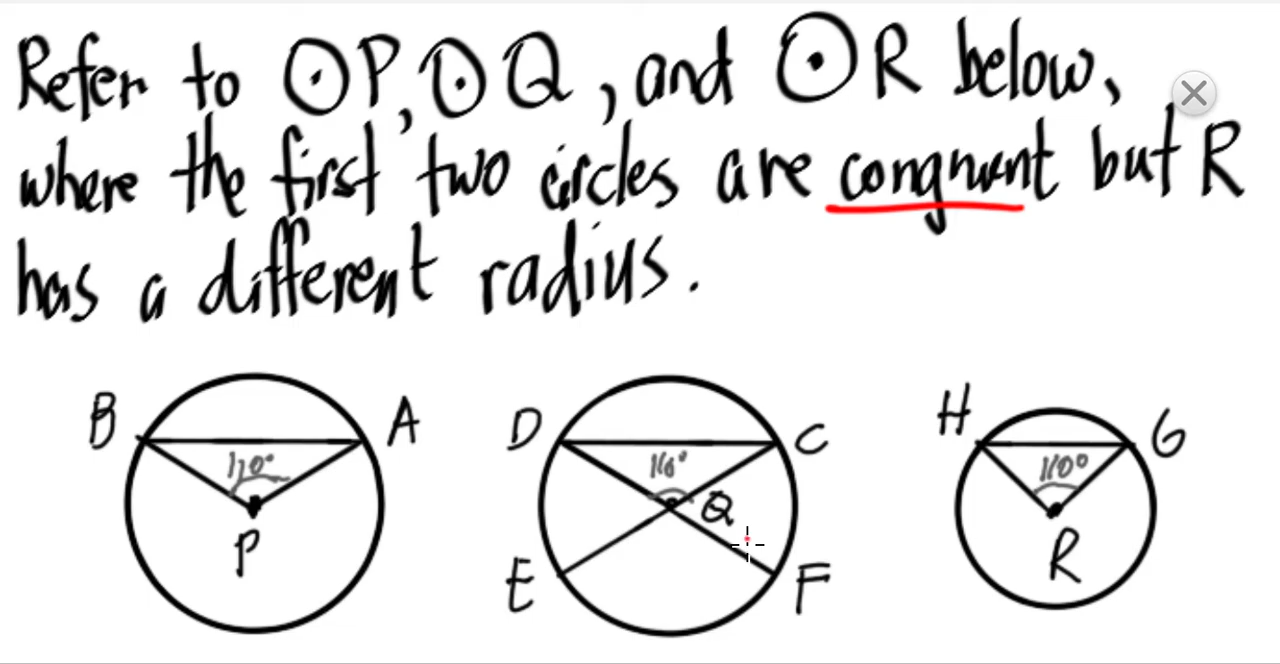 Refer to ⊙P, ⊙Q, and ⊙R below,
where the first two circles are congruent but R
has a different radius.
B A D C H G
110° 110° 110°
P Q R
E F